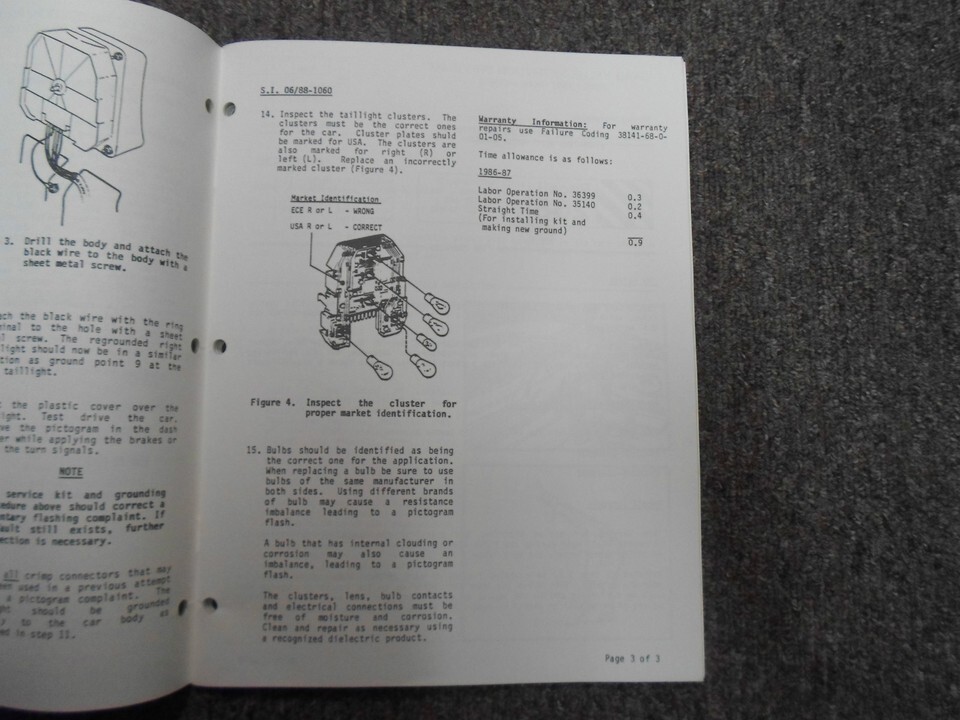 3. Drill the body and attach the
black wire to the body with a
sheet metal screw.
ach the black wire with the ring
minal to the hole with a sheet
l screw. The regrounded right
light should now be in a similar
tion as ground point 9 at the
taillight.
t the plastic cover over the
ight. Test drive the car.
ve the pictogram in the dash
er while applying the brakes or
the turn signals.
NOTE
service kit and grounding
edure above should correct a
ntary flashing complaint. If
ault still exists, further
ection is necessary.
all crimp connectors that may
een used in a previous attempt
a pictogram complaint. The
ght should be grounded
ly to the car body as
ned in step 11.
S.I. 06/88-1060
14. Inspect the taillight clusters. The
clusters must be the correct ones
for the car. Cluster plates shuld
be marked for USA. The clusters are
also marked for right (R) or
left (L). Replace an incorrectly
marked cluster (Figure 4).
Market Identification
ECE R or L - WRONG
USA R or L - CORRECT
Figure 4. Inspect the cluster for
proper market identification.
15. Bulbs should be identified as being
the correct one for the application.
When replacing a bulb be sure to use
bulbs of the same manufacturer in
both sides. Using different brands
of bulb may cause a resistance
imbalance leading to a pictogram
flash.
A bulb that has internal clouding or
corrosion may also cause an
imbalance, leading to a pictogram
flash.
The clusters, lens, bulb contacts
and electrical connections must be
free of moisture and corrosion.
Clean and repair as necessary using
a recognized dielectric product.
Warranty Information: For warranty
repairs use Failure Coding 38141-68-0-
01-05.
Time allowance is as follows:
1986-87
Labor Operation No. 36399 0.3
Labor Operation No. 35140 0.2
Straight Time 0.4
(For installing kit and
making new ground)
0.9
Page 3 of 3